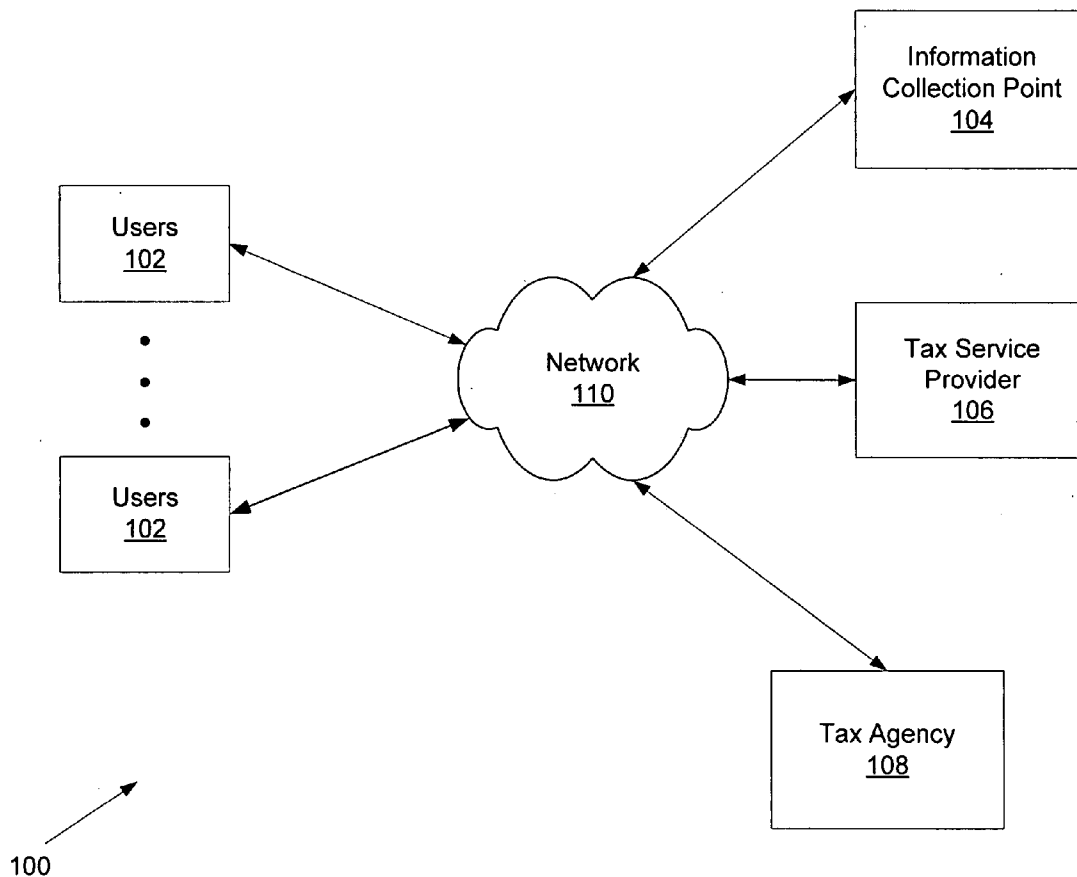 Information
Collection Point
104
Users
102
Network
110
Tax Service
Provider
106
Users
102
Tax Agency
108
100